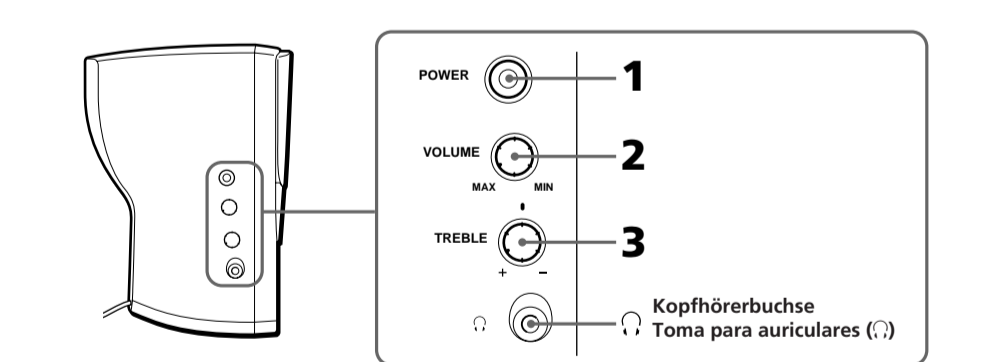 POWER 1
VOLUME 2
MAX MIN
TREBLE 3
+ −
Kopfhörerbuchse
Toma para auriculares (🎧)